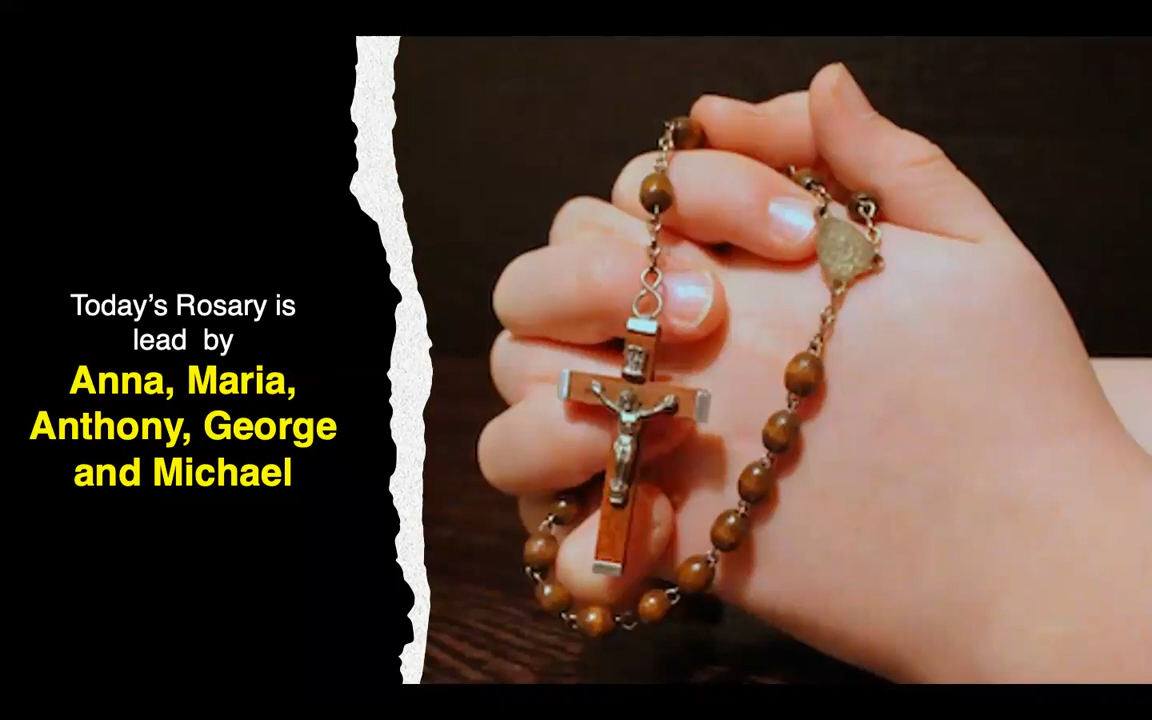 Today’s Rosary is
lead by
Anna, Maria,
Anthony, George
and Michael